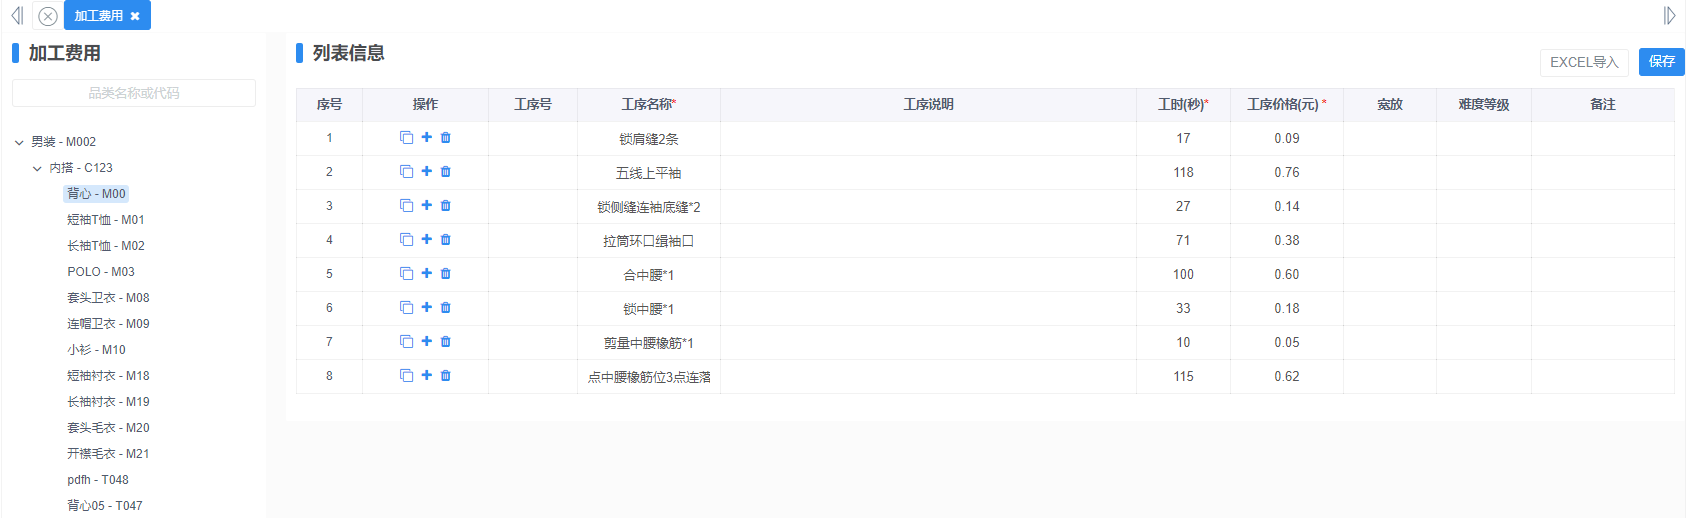 加工费用
加工费用
品类名称或代码
男装 - M002
内搭 - C123
背心 - M00
短袖T恤 - M01
长袖T恤 - M02
POLO - M03
套头卫衣 - M08
连帽卫衣 - M09
小衫 - M10
短袖衬衣 - M18
长袖衬衣 - M19
套头毛衣 - M20
开襟毛衣 - M21
pdfh - T048
背心05 - T047
列表信息
EXCEL导入 保存
序号 操作 工序号 工序名称* 工序说明 工时(秒)* 工序价格(元) * 宽放 难度等级 备注
1 锁肩缝2条 17 0.09
2 五线上平袖 118 0.76
3 锁侧缝连袖底缝*2 27 0.14
4 拉筒环口缉袖口 71 0.38
5 合中腰*1 100 0.60
6 锁中腰*1 33 0.18
7 剪量中腰橡筋*1 10 0.05
8 点中腰橡筋位3点连落 115 0.62